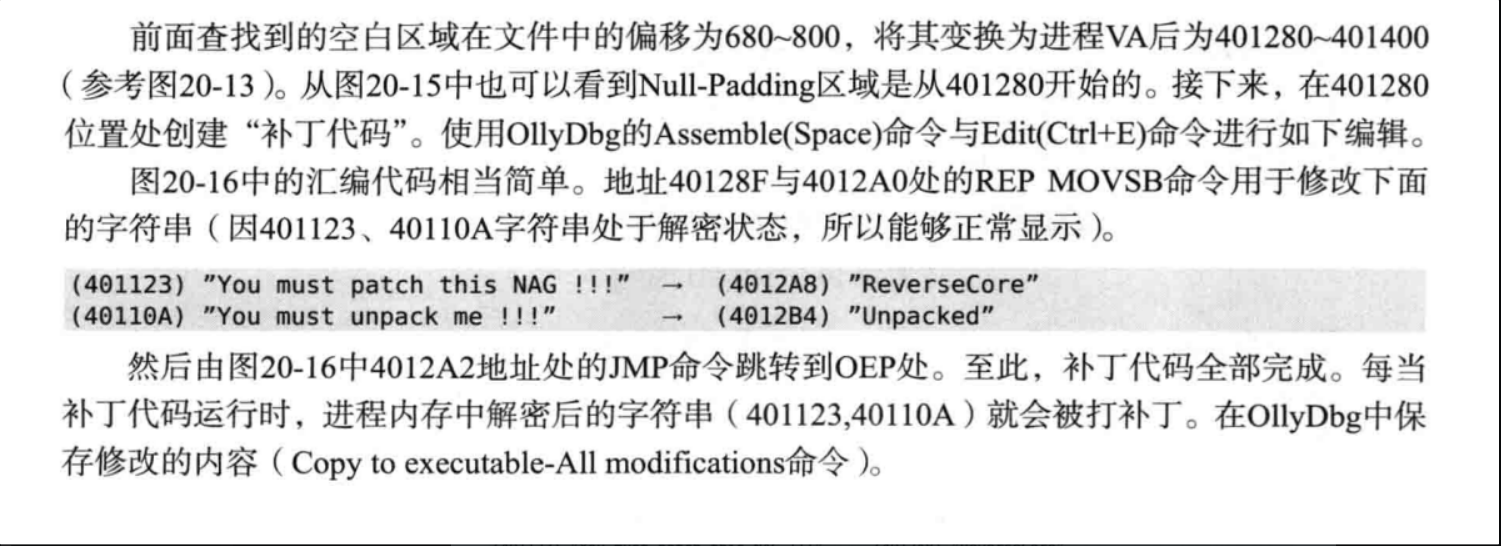 前面查找到的空白区域在文件中的偏移为680~800，将其变换为进程VA后为401280~401400
（参考图20-13）。从图20-15中也可以看到Null-Padding区域是从401280开始的。接下来，在401280
位置处创建“补丁代码”。使用OllyDbg的Assemble(Space)命令与Edit(Ctrl+E)命令进行如下编辑。
图20-16中的汇编代码相当简单。地址40128F与4012A0处的REP MOVSB命令用于修改下面
的字符串（因401123、40110A字符串处于解密状态，所以能够正常显示）。
(401123) ”You must patch this NAG !!!” → (4012A8) ”ReverseCore”
(40110A) ”You must unpack me !!!” → (4012B4) ”Unpacked”
然后由图20-16中4012A2地址处的JMP命令跳转到OEP处。至此，补丁代码全部完成。每当
补丁代码运行时，进程内存中解密后的字符串（401123,40110A）就会被打补丁。在OllyDbg中保
存修改的内容（Copy to executable-All modifications命令）。